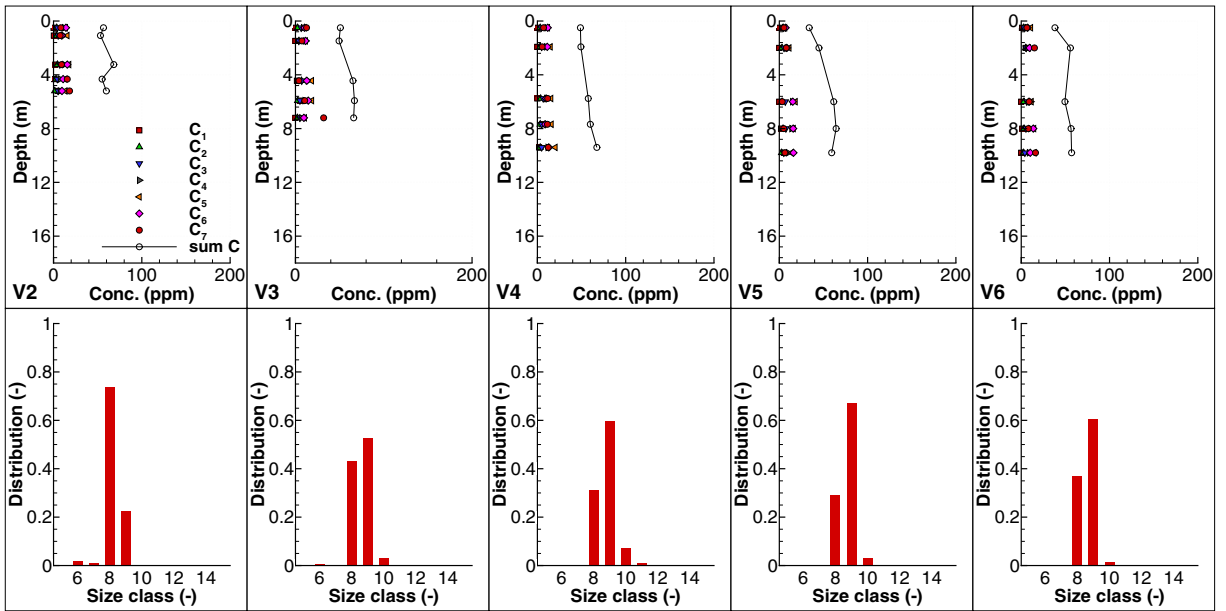 0
4
8
12
16
Depth (m)
0 100 200
Conc. (ppm)
V2
C1
C2
C3
C4
C5
C6
C7
sum C
0
4
8
12
16
Depth (m)
0 100 200
Conc. (ppm)
V3
0
4
8
12
16
Depth (m)
0 100 200
Conc. (ppm)
V4
0
4
8
12
16
Depth (m)
0 100 200
Conc. (ppm)
V5
0
4
8
12
16
Depth (m)
0 100 200
Conc. (ppm)
V6
1
0.8
0.6
0.4
0.2
0
Distribution (-)
6 8 10 12 14
Size class (-)
1
0.8
0.6
0.4
0.2
0
Distribution (-)
6 8 10 12 14
Size class (-)
1
0.8
0.6
0.4
0.2
0
Distribution (-)
6 8 10 12 14
Size class (-)
1
0.8
0.6
0.4
0.2
0
Distribution (-)
6 8 10 12 14
Size class (-)
1
0.8
0.6
0.4
0.2
0
Distribution (-)
6 8 10 12 14
Size class (-)